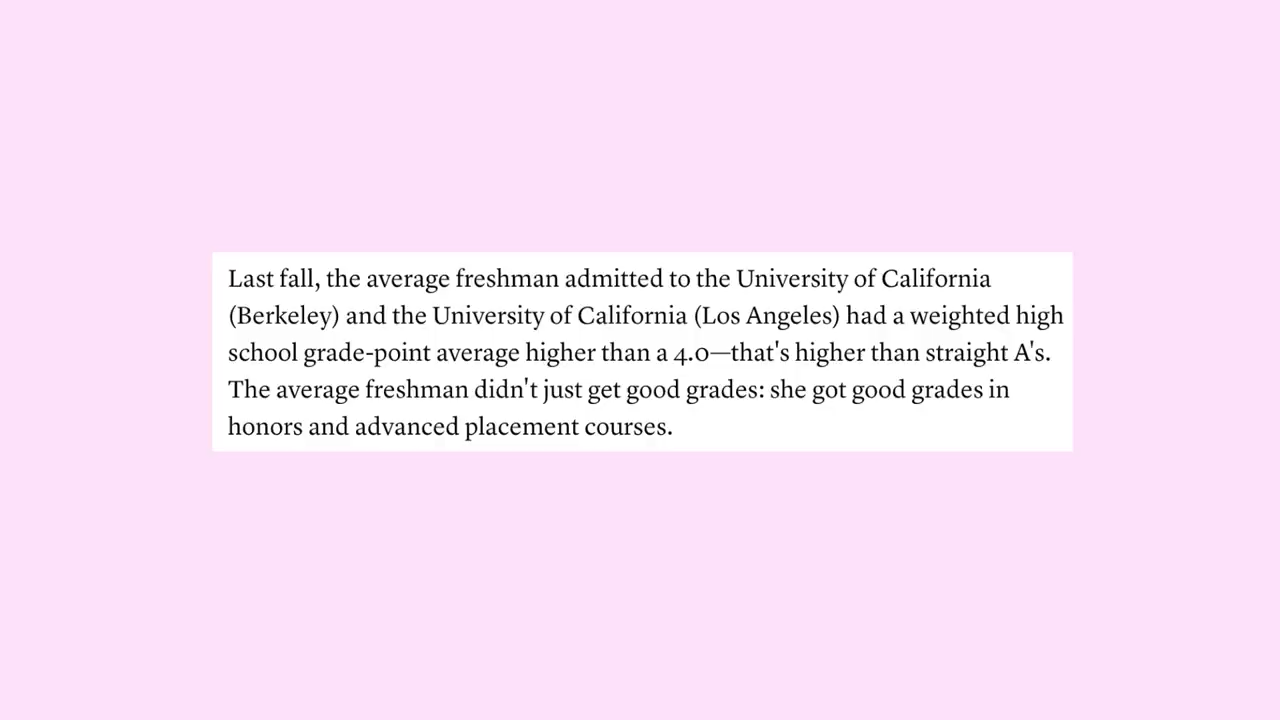 Last fall, the average freshman admitted to the University of California
(Berkeley) and the University of California (Los Angeles) had a weighted high
school grade-point average higher than a 4.0—that's higher than straight A's.
The average freshman didn't just get good grades: she got good grades in
honors and advanced placement courses.